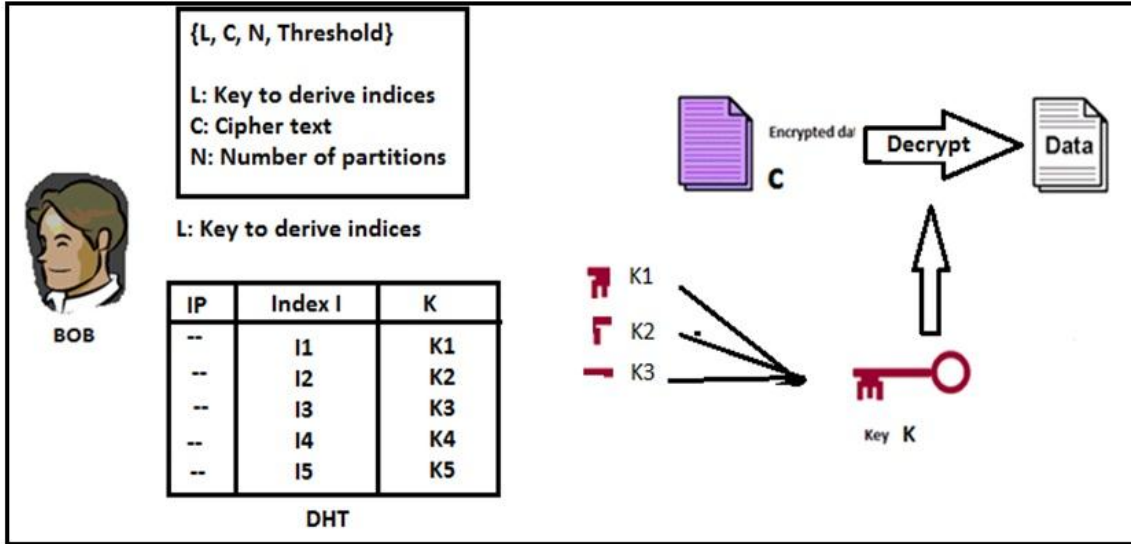 {L, C, N, Threshold}
L: Key to derive indices
C: Cipher text
N: Number of partitions
L: Key to derive indices
BOB
IP Index I K
-- I1 K1
-- I2 K2
-- I3 K3
-- I4 K4
-- I5 K5
DHT
Encrypted dat
C
Decrypt
Data
K1
K2
K3
Key K